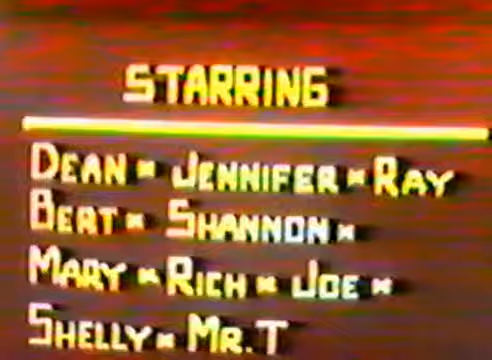 STARRING
DEAN * JENNIFER * RAY
BERT * SHANNON *
MARY * RICH * JOE *
SHELLY * MR. T